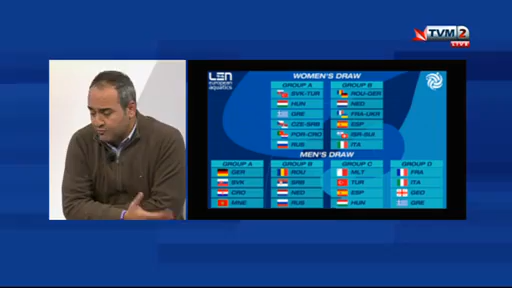 TVM2
LIVE
LEN
european
aquatics
WOMEN'S DRAW
GROUP A GROUP B
SVK-TUR ROU-GER
HUN NED
GRE FRA-UKR
CZE-SRB ESP
POR-CRO ISR-SUI
RUS ITA
MEN'S DRAW
GROUP A GROUP B GROUP C GROUP D
GER ROU MLT FRA
SVK SRB TUR ITA
CRO NED ESP GEO
MNE RUS HUN GRE